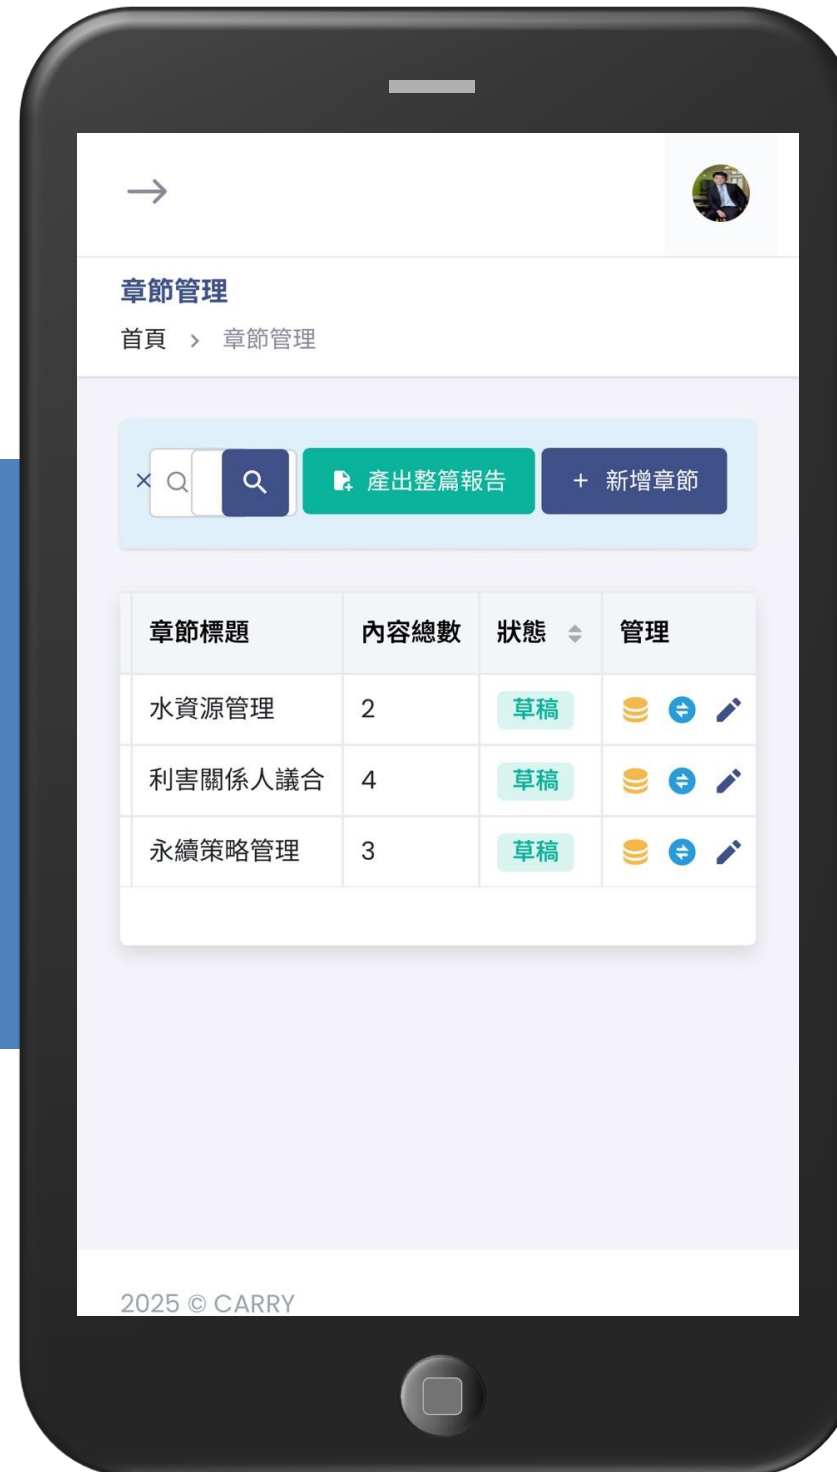 章節管理
首頁 > 章節管理
產出整篇報告
+ 新增章節
章節標題 內容總數 狀態 管理
水資源管理 2 草稿
利害關係人議合 4 草稿
永續策略管理 3 草稿
2025 © CARRY